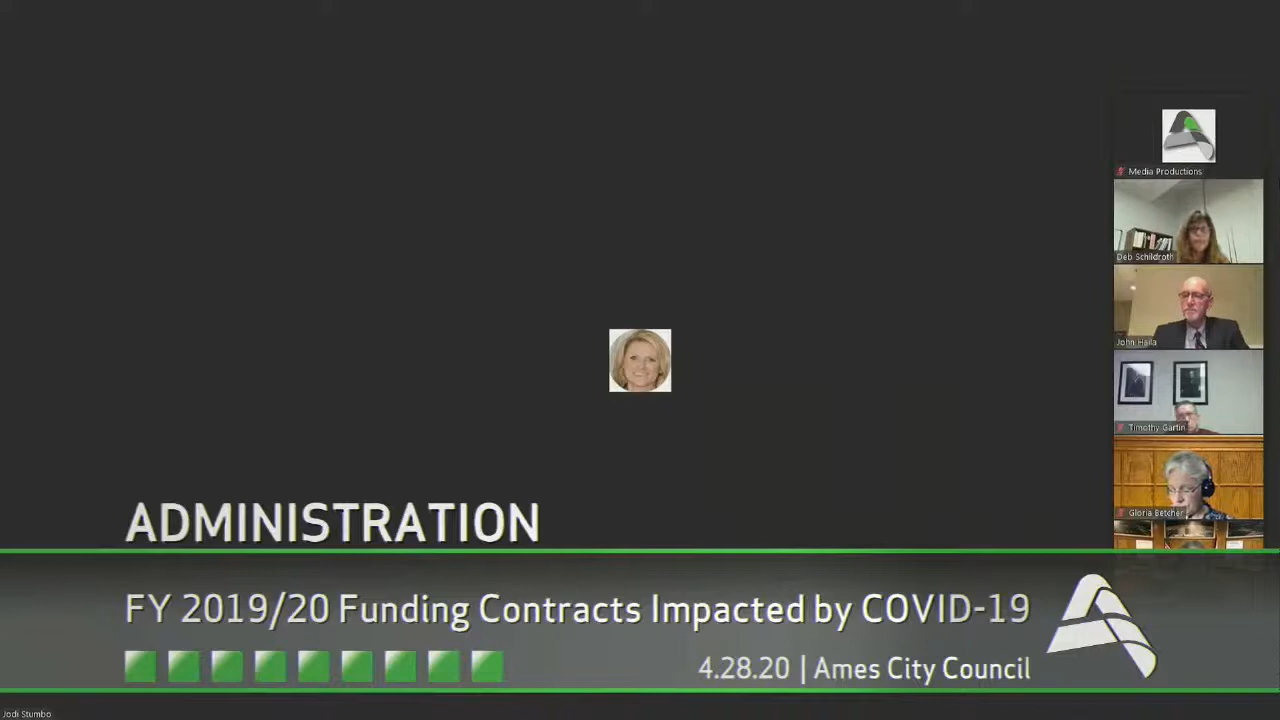 Media Productions
Deb Schildroth
John Haila
Timothy Gartin
Gloria Betcher
ADMINISTRATION
FY 2019/20 Funding Contracts Impacted by COVID-19
4.28.20 | Ames City Council
Jodi Stumbo